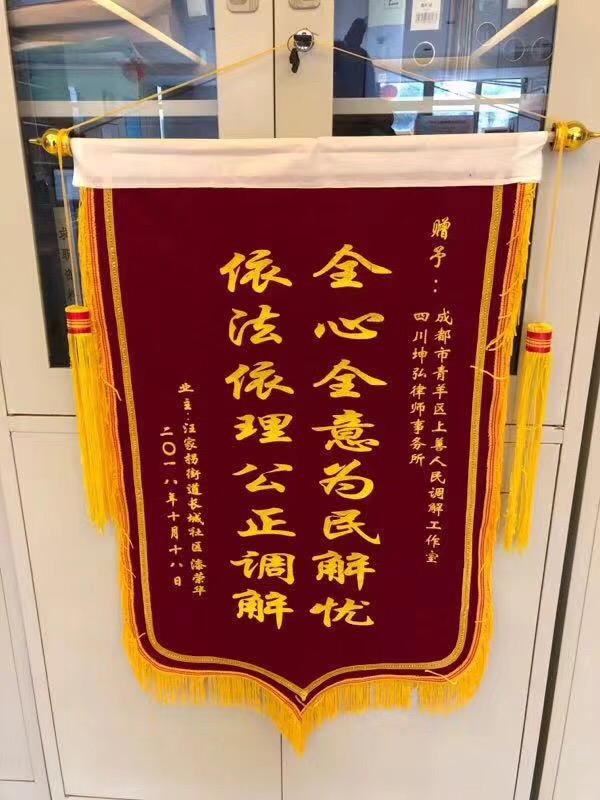 赠予：
成都市青羊区上善人民调解工作室
四川坤弘律师事务所
全心全意为民解忧
依法依理公正调解
业主：汪家拐街道长城社区 漆荣华
二〇一八年十月十八日